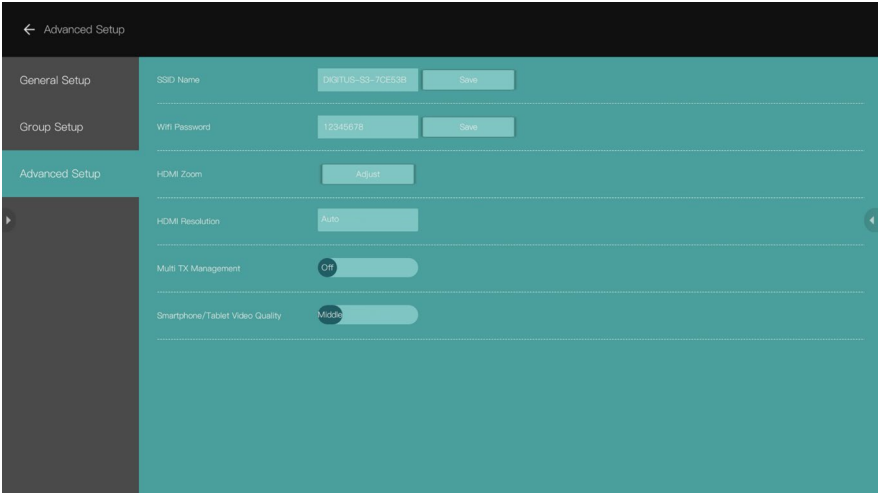 Advanced Setup
General Setup
SSID Name DIGITUS-S3-7CE53B Save
Group Setup
Wifi Password 12345678 Save
Advanced Setup
HDMI Zoom Adjust
HDMI Resolution Auto
Multi TX Management Off
Smartphone/Tablet Video Quality Middle